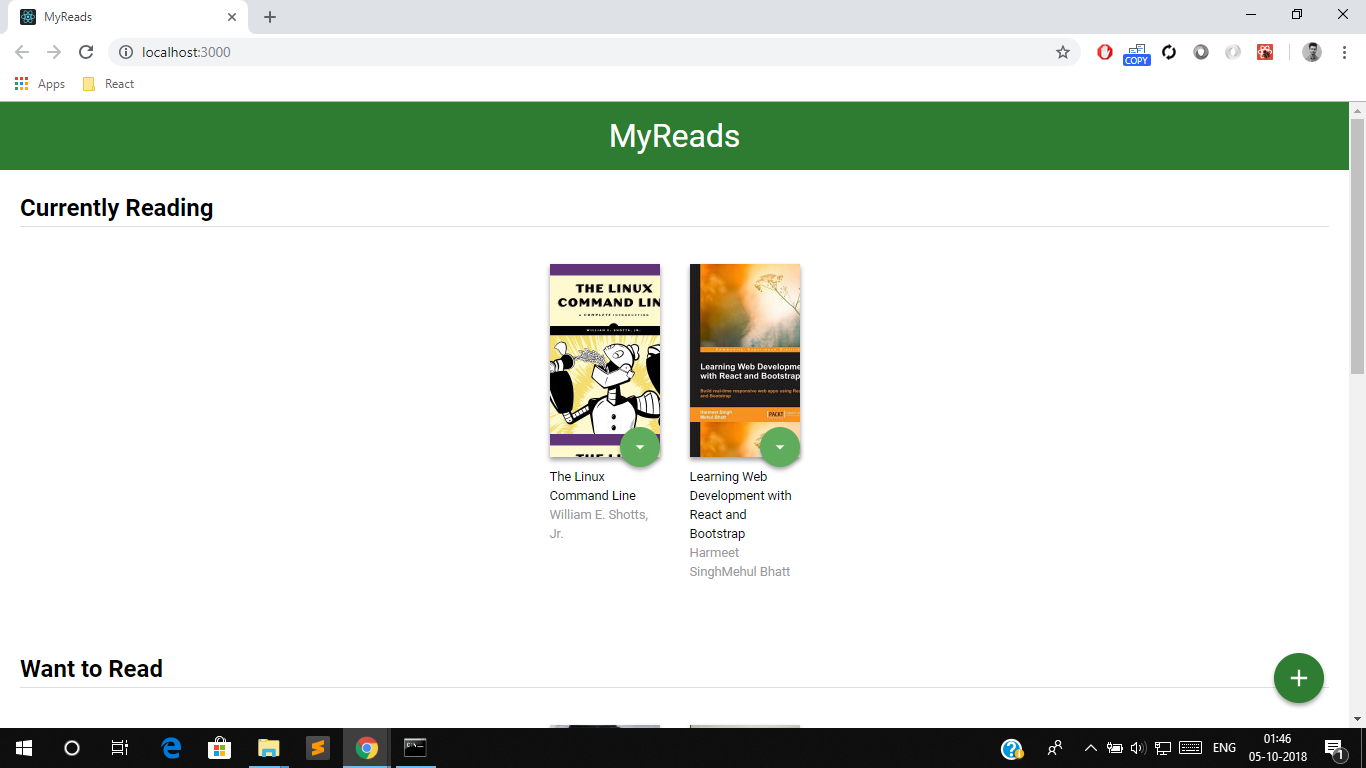 MyReads
localhost:3000
COPY
Apps
React
MyReads
Currently Reading
THE LINUX
COMMAND LIN
A COMPLETE INTRODUCTION
WILLIAM E. SHOTTS, JR.
THE LI
Learning Web Developme
with React and Bootstrap
Build real-time responsive web apps using Rea
and Bootstrap
Harmeet Singh
Mehul Bhatt
PACKT
The Linux
Command Line
William E. Shotts,
Jr.
Learning Web
Development with
React and
Bootstrap
Harmeet
SinghMehul Bhatt
Want to Read
ENG
01:46
05-10-2018
1